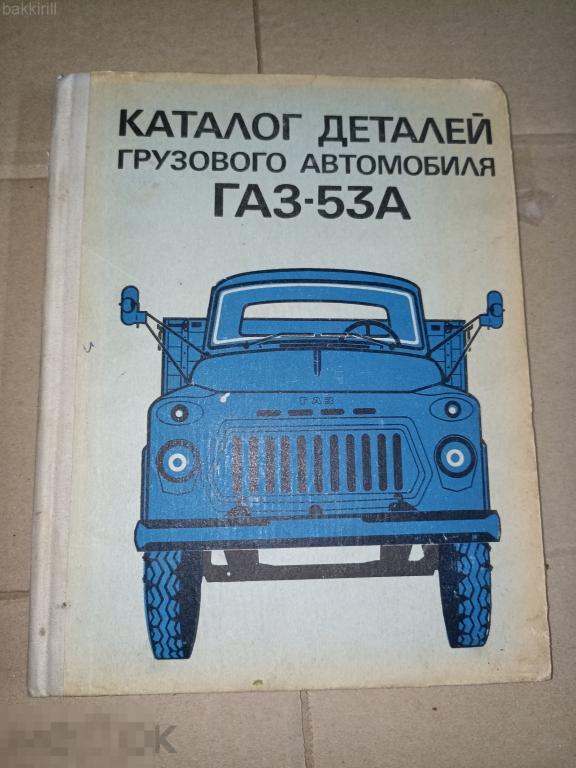 bakkirill
КАТАЛОГ ДЕТАЛЕЙ
ГРУЗОВОГО АВТОМОБИЛЯ
ГАЗ-53А
ГАЗ